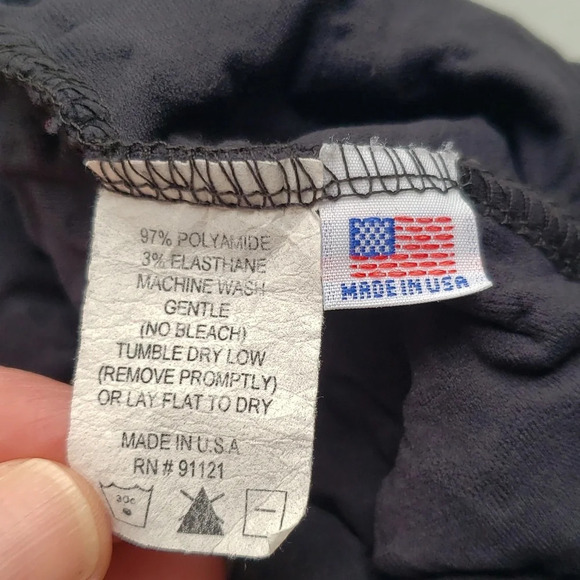 97% POLYAMIDE
3% ELASTHANE
MACHINE WASH
GENTLE
(NO BLEACH)
TUMBLE DRY LOW
(REMOVE PROMPTLY)
OR LAY FLAT TO DRY
MADE IN U.S.A
RN # 91121
30c
MADE IN USA